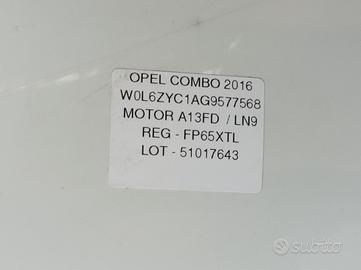 OPEL COMBO 2016
W0L6ZYC1AG9577568
MOTOR A13FD / LN9
REG - FP65XTL
LOT - 51017643
subito